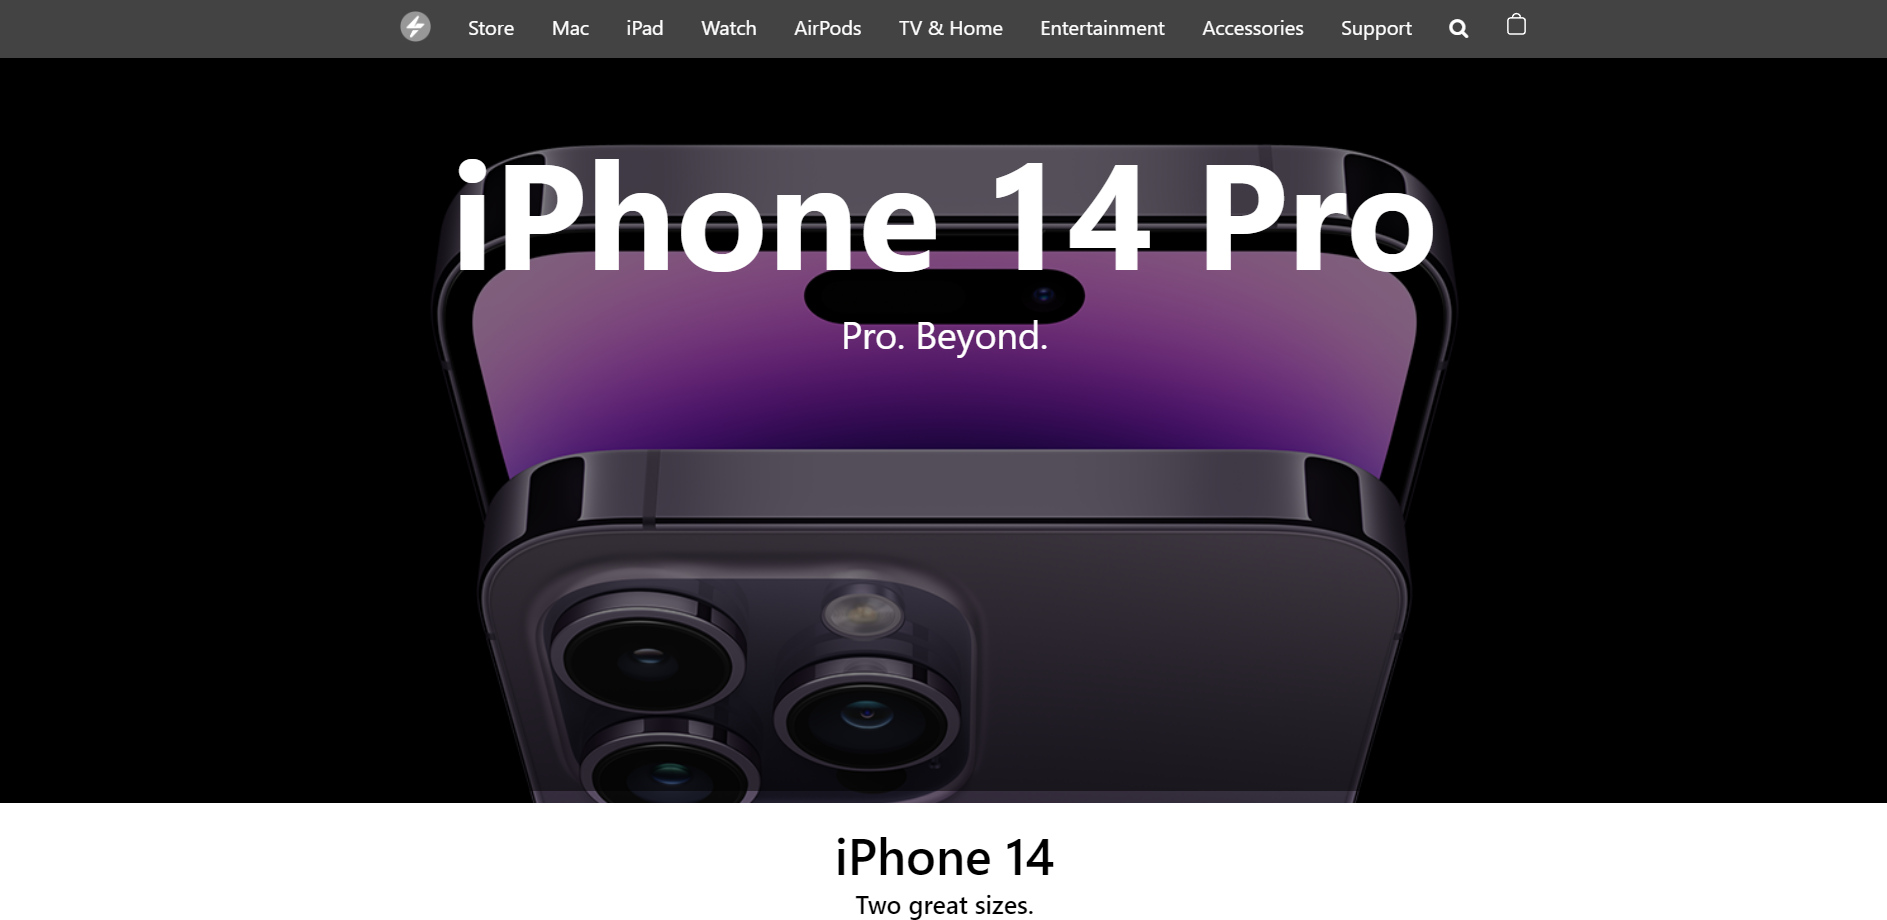 Store Mac iPad Watch AirPods TV & Home Entertainment Accessories Support
iPhone 14 Pro
Pro. Beyond.
iPhone 14
Two great sizes.